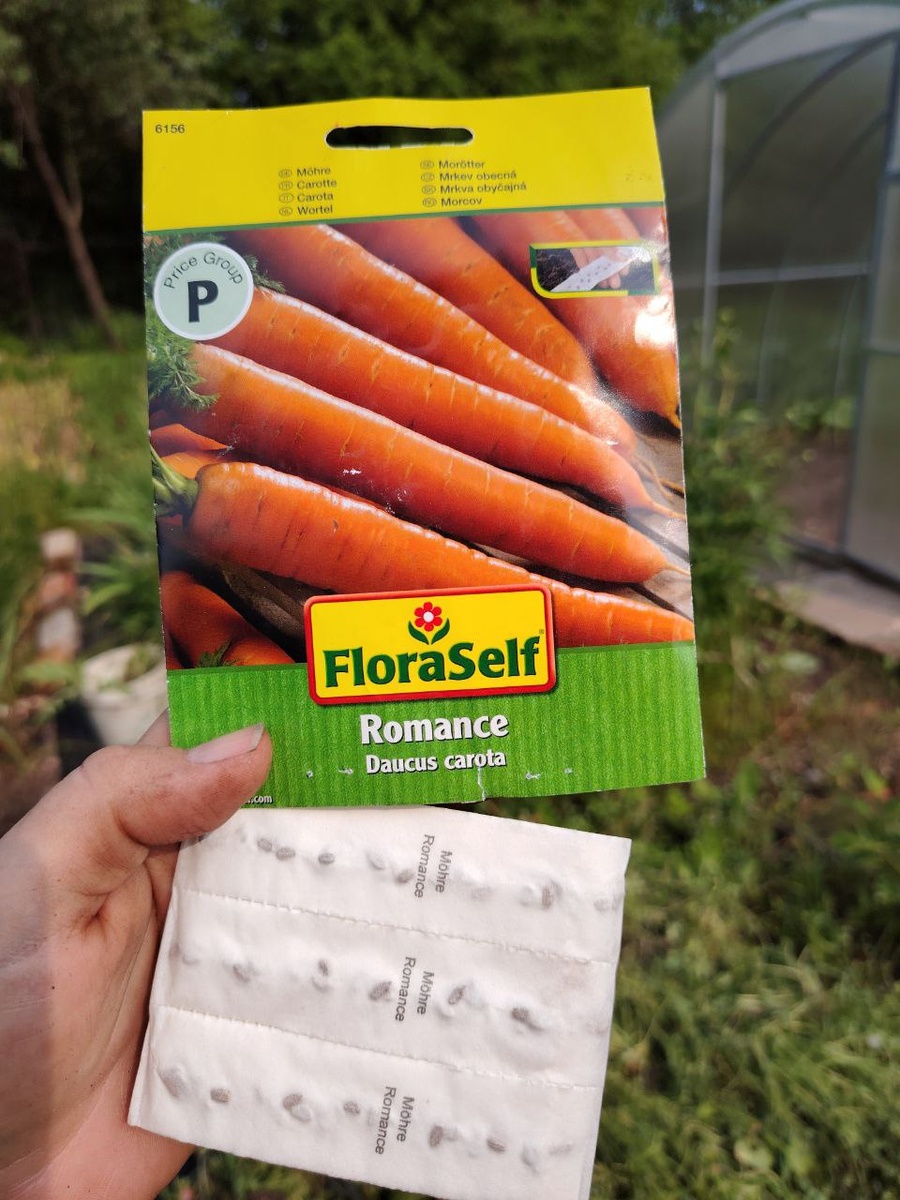 6156
Möhre
Carotte
Carota
Wortel
Morötter
Mrkev obecná
Mrkva obyčajná
Morcov
Price Group
P
FloraSelf
Romance
Daucus carota
.com
Möhre
Romance
Möhre
Romance
Möhre
Romance